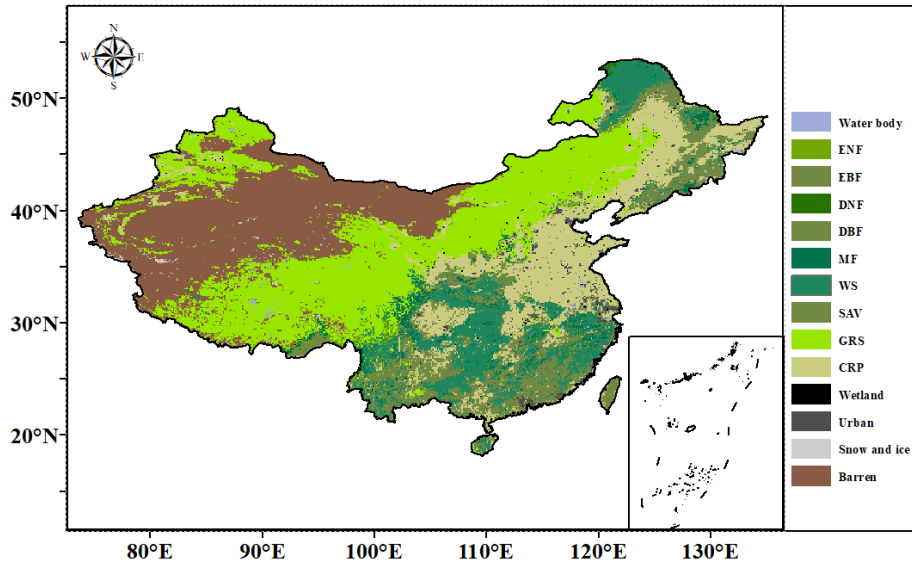 N
W E
S
50°N
40°N
30°N
20°N
80°E 90°E 100°E 110°E 120°E 130°E
Water body
ENF
EBF
DNF
DBF
MF
WS
SAV
GRS
CRP
Wetland
Urban
Snow and ice
Barren